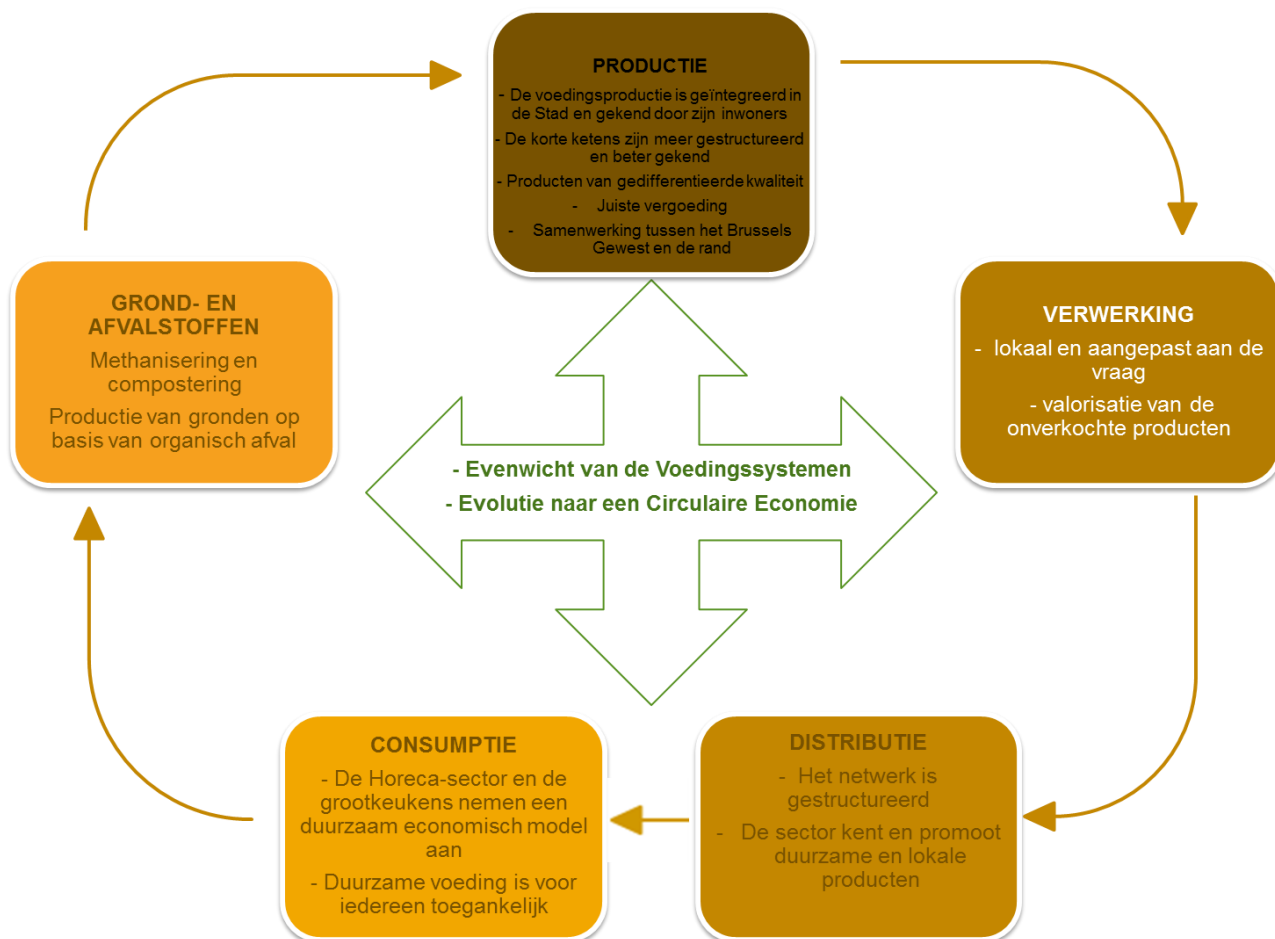 PRODUCTIE
- De voedingsproductie is geïntegreerd in
de Stad en gekend door zijn inwoners
- De korte ketens zijn meer gestructureerd
en beter gekend
- Producten van gedifferentieerde kwaliteit
- Juiste vergoeding
- Samenwerking tussen het Brussels
Gewest en de rand
VERWERKING
- lokaal en aangepast aan de
vraag
- valorisatie van de
onverkochte producten
DISTRIBUTIE
- Het netwerk is
gestructureerd
- De sector kent en promoot
duurzame en lokale
producten
CONSUMPTIE
- De Horeca-sector en de
grootkeukens nemen een
duurzaam economisch model
aan
- Duurzame voeding is voor
iedereen toegankelijk
GROND- EN
AFVALSTOFFEN
Methanisering en
compostering
Productie van gronden op
basis van organisch afval
- Evenwicht van de Voedingssystemen
- Evolutie naar een Circulaire Economie